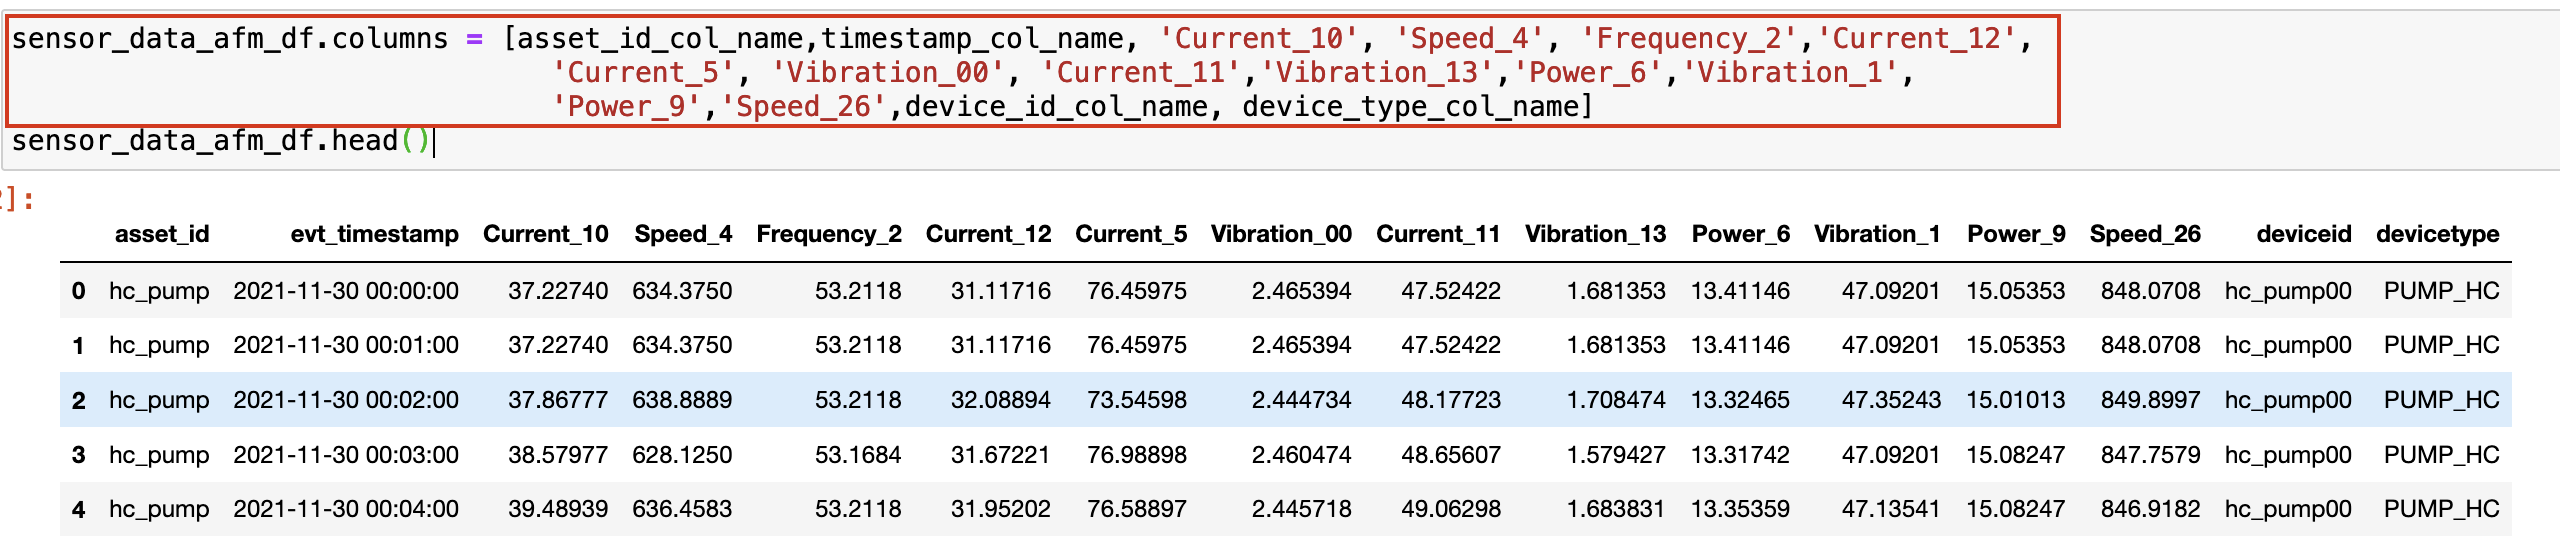 sensor_data_afm_df.columns = [asset_id_col_name,timestamp_col_name, 'Current_10', 'Speed_4', 'Frequency_2','Current_12',
'Current_5', 'Vibration_00', 'Current_11','Vibration_13','Power_6','Vibration_1',
'Power_9','Speed_26',device_id_col_name, device_type_col_name]
sensor_data_afm_df.head()
]:
asset_id evt_timestamp Current_10 Speed_4 Frequency_2 Current_12 Current_5 Vibration_00 Current_11 Vibration_13 Power_6 Vibration_1 Power_9 Speed_26 deviceid devicetype
0 hc_pump 2021-11-30 00:00:00 37.22740 634.3750 53.2118 31.11716 76.45975 2.465394 47.52422 1.681353 13.41146 47.09201 15.05353 848.0708 hc_pump00 PUMP_HC
1 hc_pump 2021-11-30 00:01:00 37.22740 634.3750 53.2118 31.11716 76.45975 2.465394 47.52422 1.681353 13.41146 47.09201 15.05353 848.0708 hc_pump00 PUMP_HC
2 hc_pump 2021-11-30 00:02:00 37.86777 638.8889 53.2118 32.08894 73.54598 2.444734 48.17723 1.708474 13.32465 47.35243 15.01013 849.8997 hc_pump00 PUMP_HC
3 hc_pump 2021-11-30 00:03:00 38.57977 628.1250 53.1684 31.67221 76.98898 2.460474 48.65607 1.579427 13.31742 47.09201 15.08247 847.7579 hc_pump00 PUMP_HC
4 hc_pump 2021-11-30 00:04:00 39.48939 636.4583 53.2118 31.95202 76.58897 2.445718 49.06298 1.683831 13.35359 47.13541 15.08247 846.9182 hc_pump00 PUMP_HC